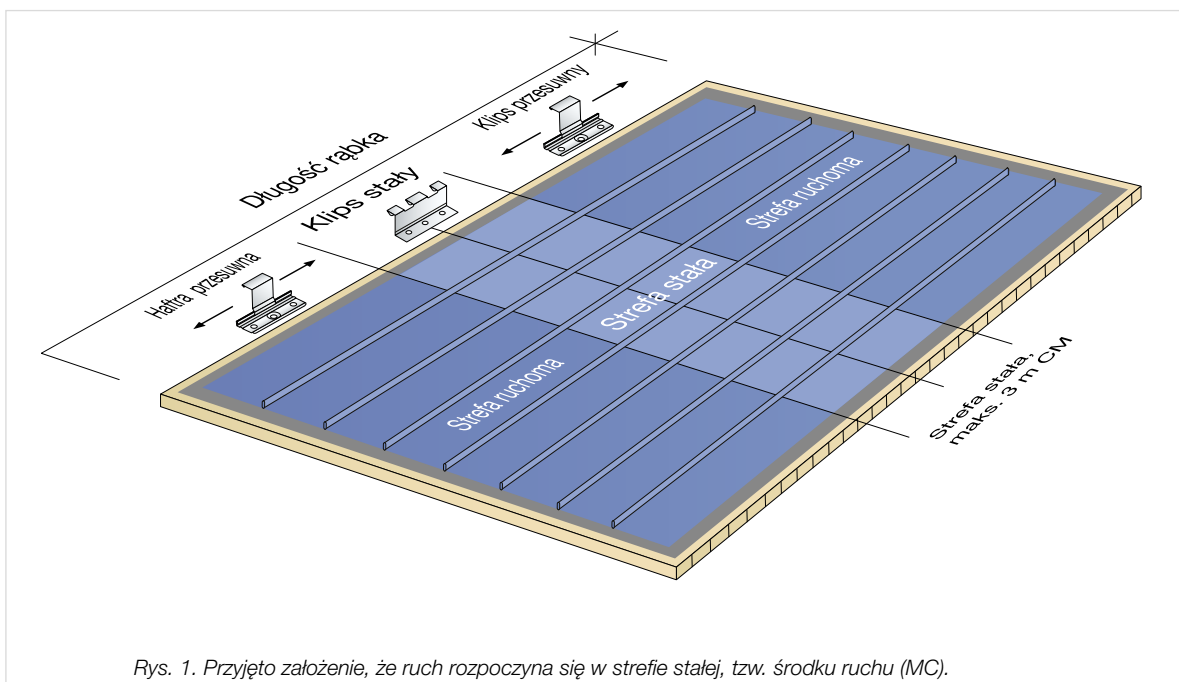 Klips przesuwny
Długość rąbka
Klips stały
Haftra przesuwna
Strefa ruchoma
Strefa stała
Strefa ruchoma
Strefa stała,
maks. 3 m CM
Rys. 1. Przyjęto założenie, że ruch rozpoczyna się w strefie stałej, tzw. środku ruchu (MC).